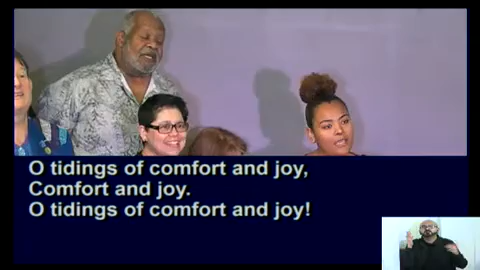 O tidings of comfort and joy,
Comfort and joy.
O tidings of comfort and joy!